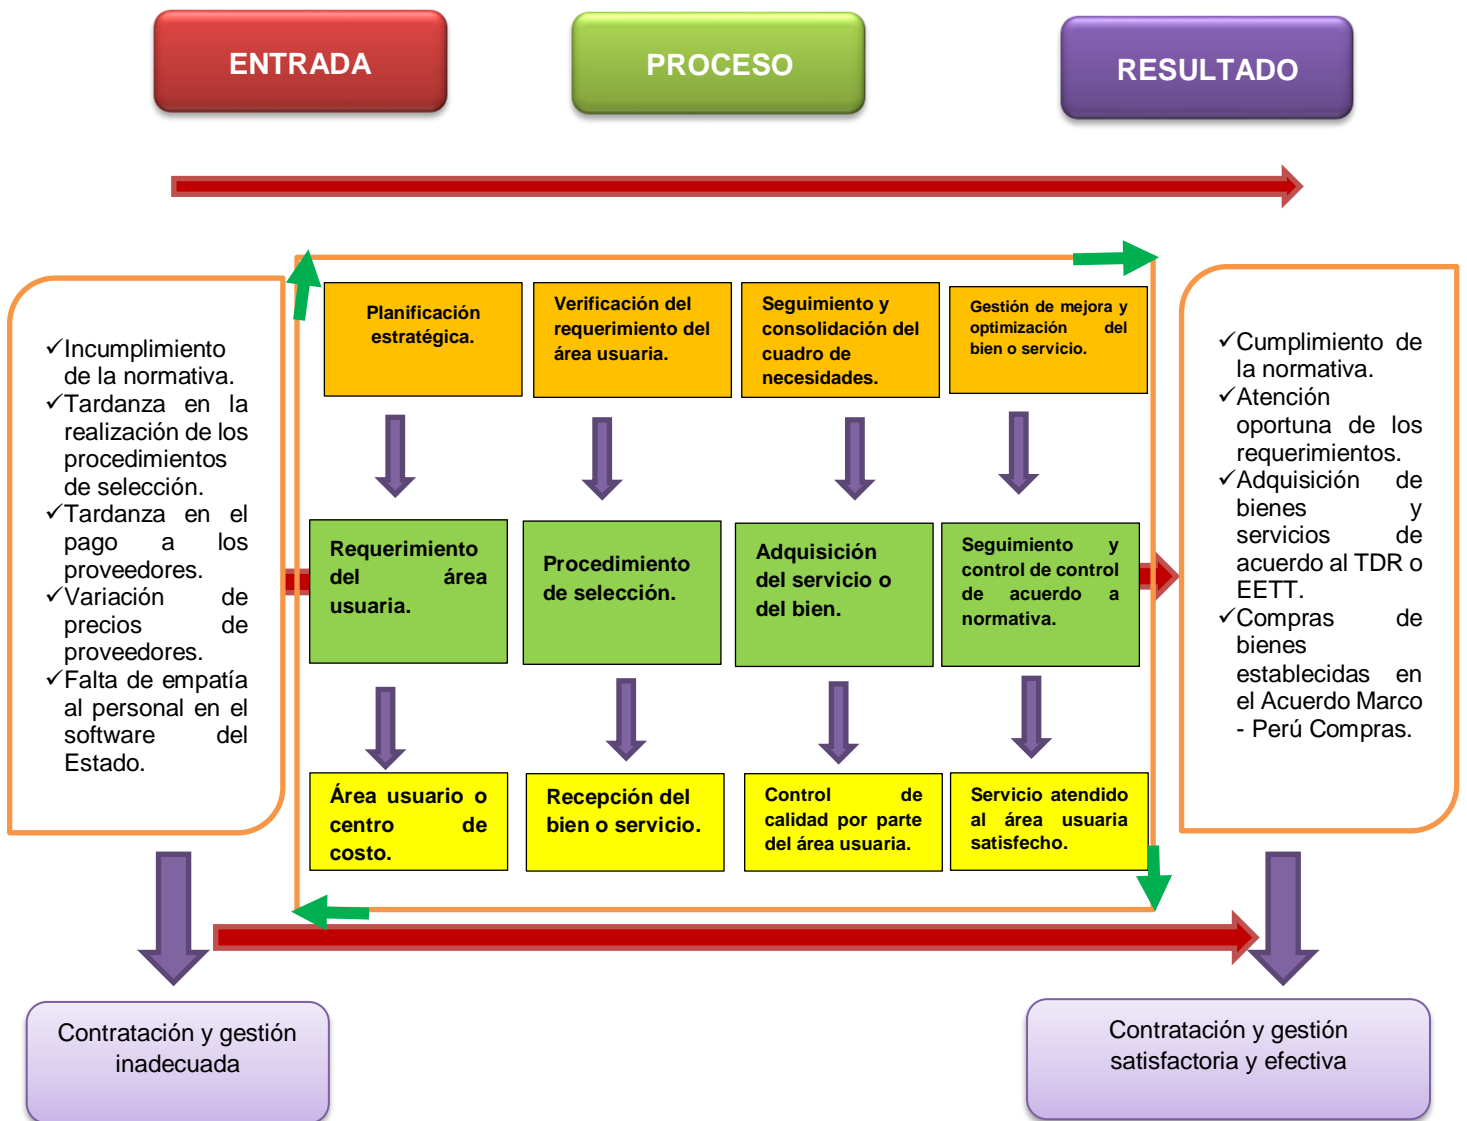 ENTRADA
PROCESO
RESULTADO
✓Incumplimiento
de la normativa.
✓Tardanza en la
realización de los
procedimientos
de selección.
✓Tardanza en el
pago a los
proveedores.
✓Variación de
precios de
proveedores.
✓Falta de empatía
al personal en el
software del
Estado.
Planificación
estratégica.
Verificación del
requerimiento del
área usuaria.
Seguimiento y
consolidación del
cuadro de
necesidades.
Gestión de mejora y
optimización del
bien o servicio.
Requerimiento
del área
usuaria.
Procedimiento
de selección.
Adquisición
del servicio o
del bien.
Seguimiento y
control de control
de acuerdo a
normativa.
Área usuario o
centro de
costo.
Recepción del
bien o servicio.
Control de
calidad por parte
del área usuaria.
Servicio atendido
al área usuaria
satisfecho.
✓Cumplimiento de
la normativa.
✓Atención
oportuna de los
requerimientos.
✓Adquisición de
bienes y
servicios de
acuerdo al TDR o
EETT.
✓Compras de
bienes
establecidas en
el Acuerdo Marco
- Perú Compras.
Contratación y gestión
inadecuada
Contratación y gestión
satisfactoria y efectiva